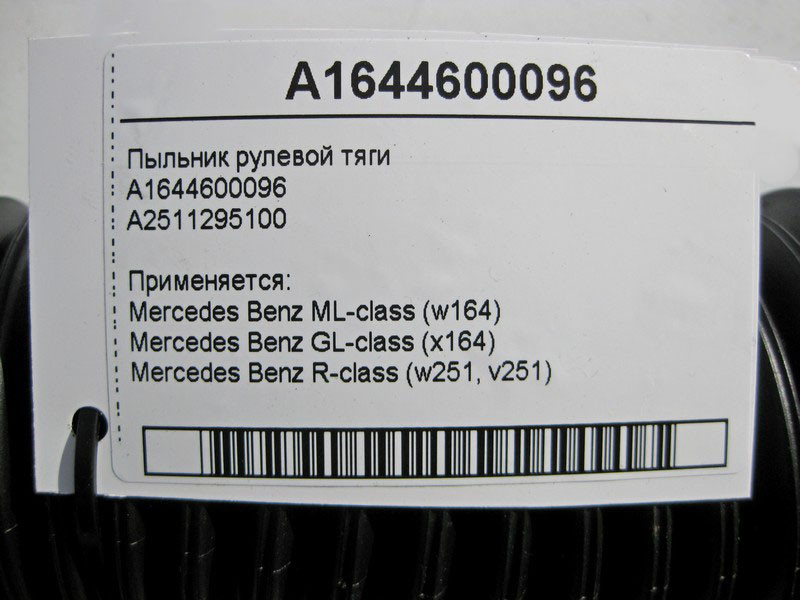 A1644600096
Пыльник рулевой тяги
A1644600096
A2511295100
Применяется:
Mercedes Benz ML-class (w164)
Mercedes Benz GL-class (x164)
Mercedes Benz R-class (w251, v251)